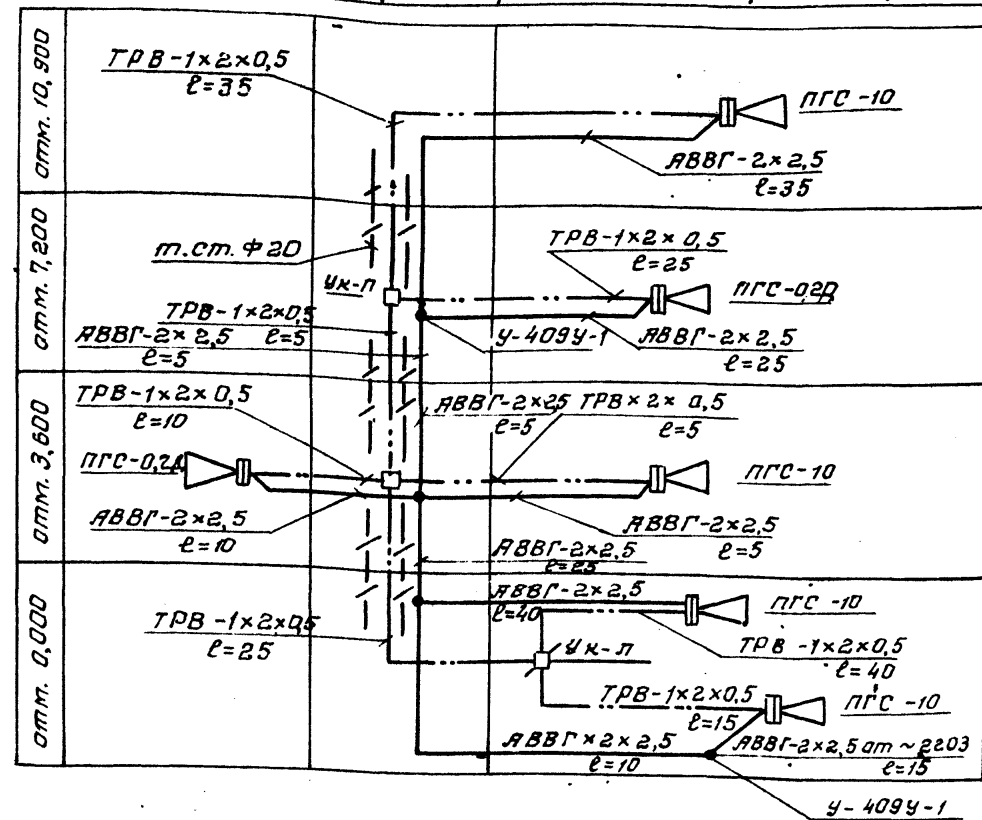 отм. 10,900
ТРВ-1×2×0,5
ℓ=35
ПГС-10
АВВГ-2×2,5
ℓ=35
отм. 7,200
т.ст. Ф20
ТРВ-1×2×0,5
ℓ=25
Ук-П
ПГС-0,2Д
ТРВ-1×2×0,5
ℓ=5
АВВГ-2×2,5
ℓ=5
У-409У-1
АВВГ-2×2,5
ℓ=25
отм. 3,600
ТРВ-1×2×0,5
ℓ=10
АВВГ-2×25
ℓ=5
ТРВ×2×0,5
ℓ=5
ПГС-0,2
ПГС-10
АВВГ-2×2,5
ℓ=10
АВВГ-2×2,5
ℓ=5
АВВГ-2×2,5
ℓ=25
отм. 0,000
АВВГ-2×2,5
ℓ=40
ПГС-10
ТРВ-1×2×0,5
ℓ=25
Ук-П
ТРВ-1×2×0,5
ℓ=40
ТРВ-1×2×0,5
ℓ=15
ПГС-10
АВВГ×2×2,5
ℓ=10
АВВГ-2×2,5 от ~220В
ℓ=15
У-409У-1